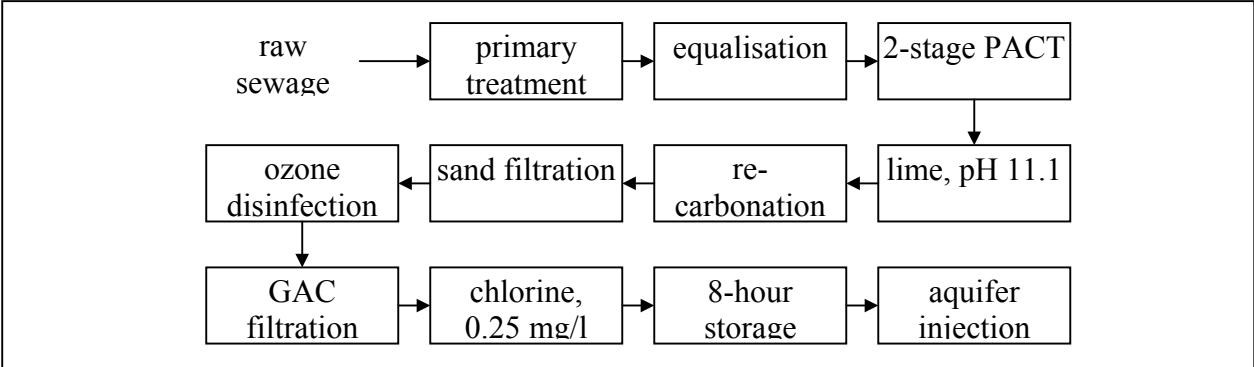 raw
sewage
primary
treatment
equalisation
2-stage PACT
ozone
disinfection
sand filtration
re-
carbonation
lime, pH 11.1
GAC
filtration
chlorine,
0.25 mg/l
8-hour
storage
aquifer
injection